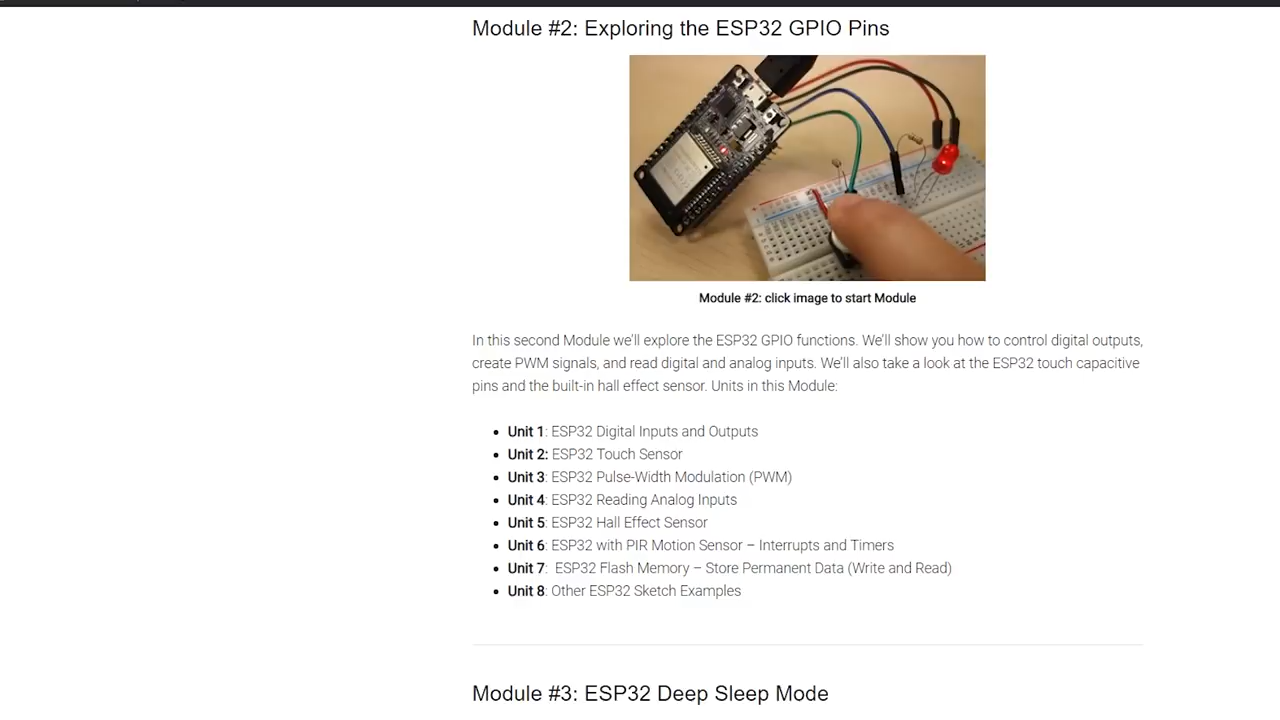 Module #2: Exploring the ESP32 GPIO Pins
Module #2: click image to start Module
In this second Module we'll explore the ESP32 GPIO functions. We'll show you how to control digital outputs,
create PWM signals, and read digital and analog inputs. We'll also take a look at the ESP32 touch capacitive
pins and the built-in hall effect sensor. Units in this Module:
• Unit 1: ESP32 Digital Inputs and Outputs
• Unit 2: ESP32 Touch Sensor
• Unit 3: ESP32 Pulse-Width Modulation (PWM)
• Unit 4: ESP32 Reading Analog Inputs
• Unit 5: ESP32 Hall Effect Sensor
• Unit 6: ESP32 with PIR Motion Sensor – Interrupts and Timers
• Unit 7:  ESP32 Flash Memory – Store Permanent Data (Write and Read)
• Unit 8: Other ESP32 Sketch Examples
Module #3: ESP32 Deep Sleep Mode